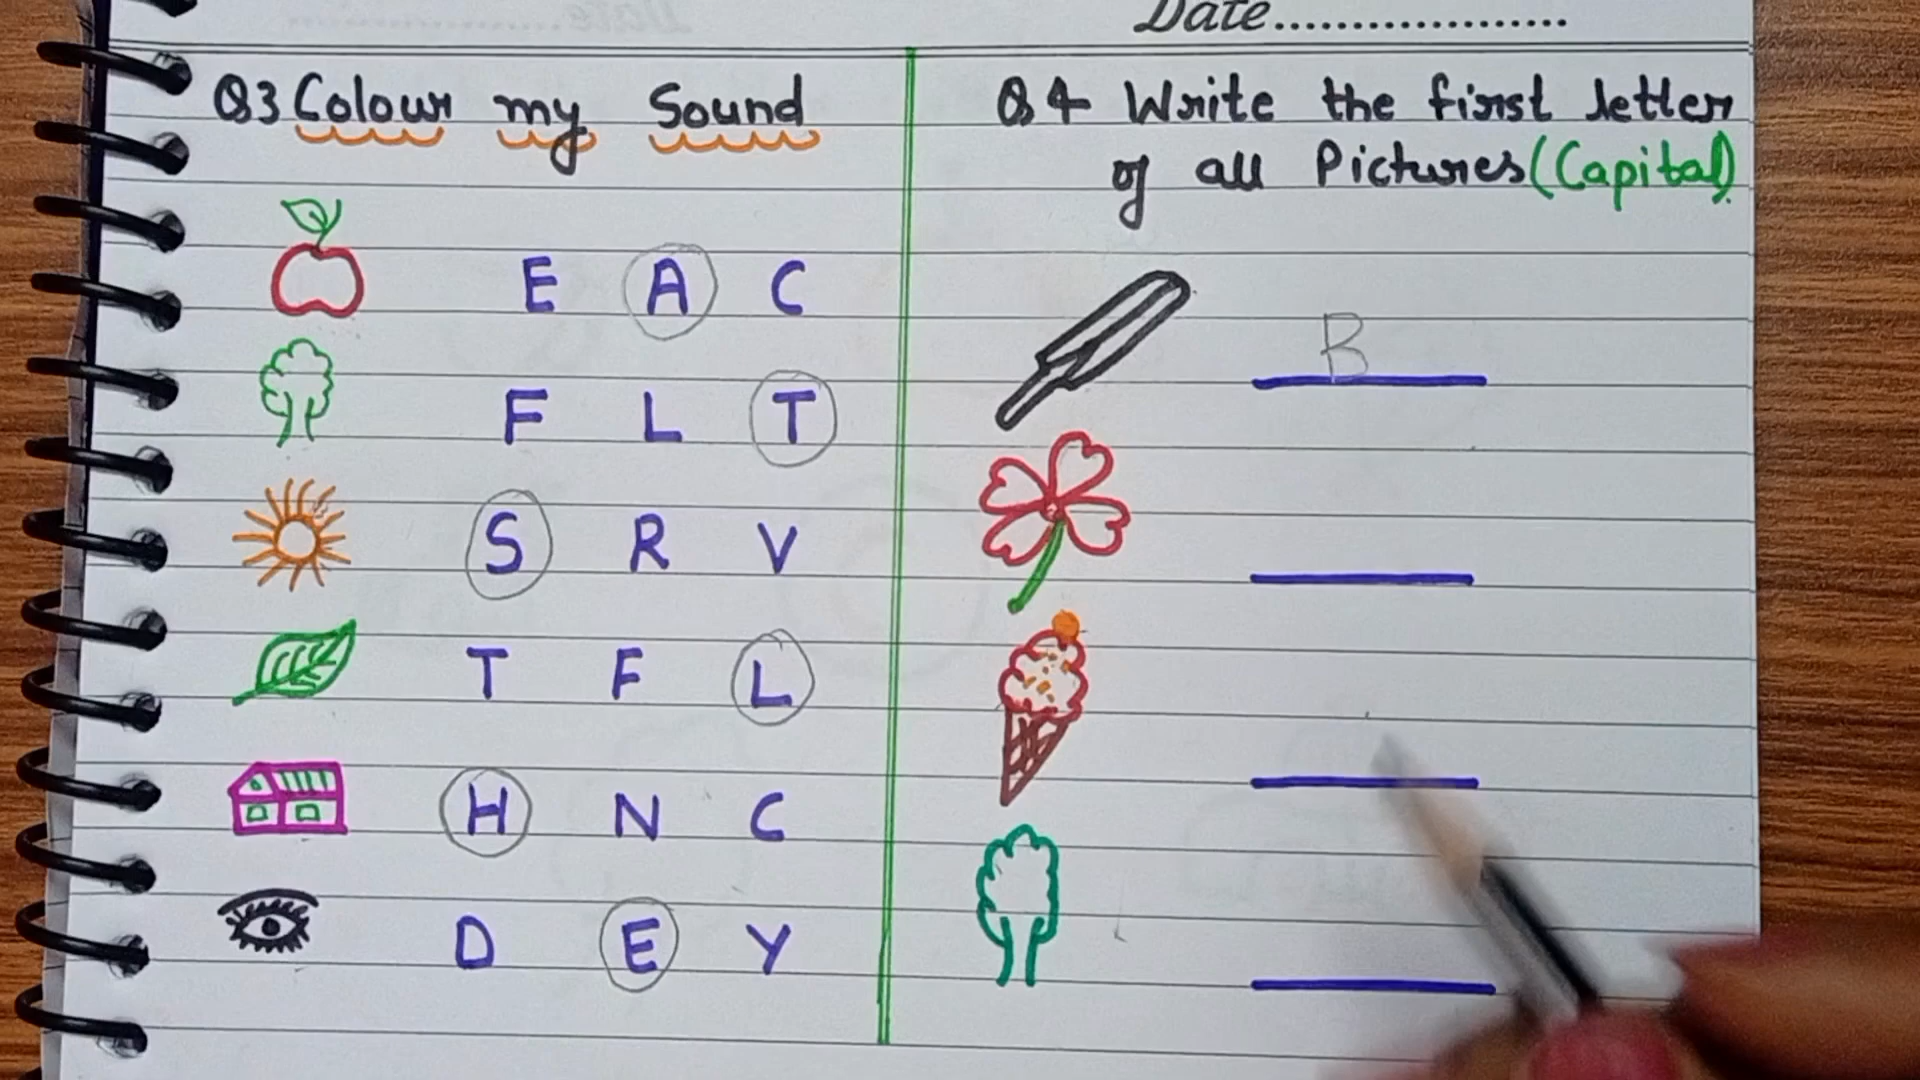 Date....................
Q3 Colour my Sound
E A C
F L T
S R V
T F L
H N C
D E Y
Q4 Write the first letter
of all Pictures (Capital).
B